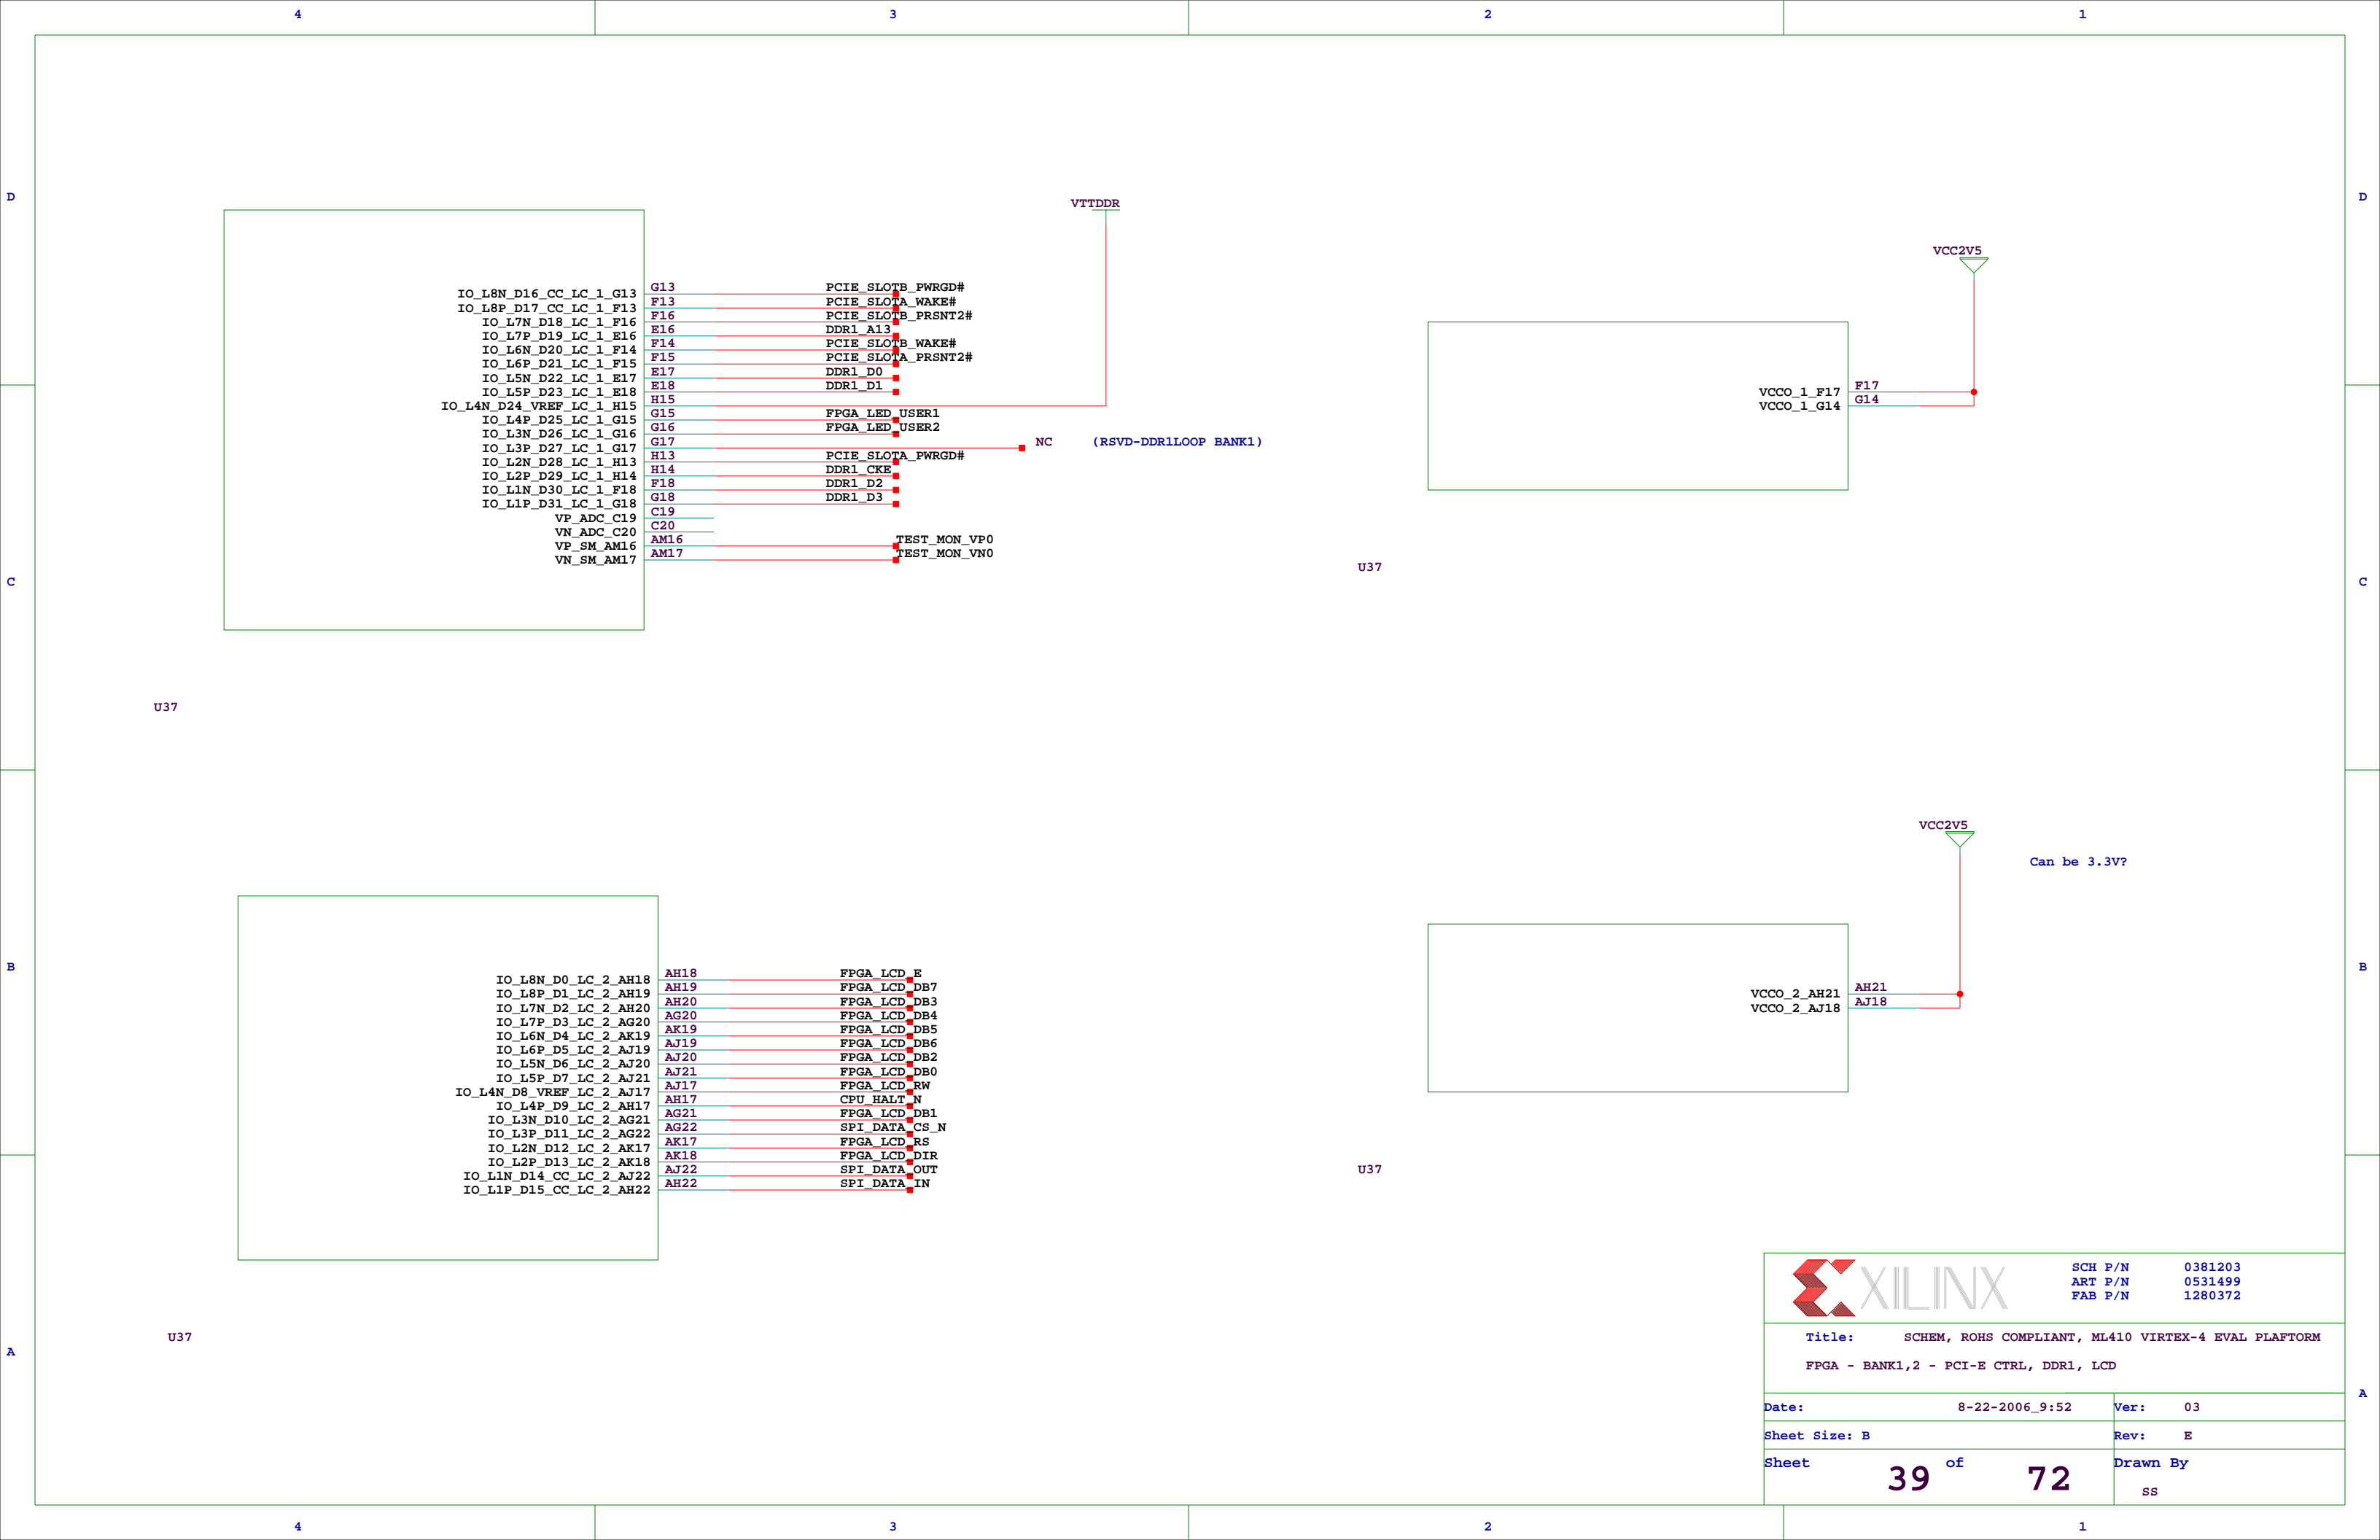 4 3 2 1
D D
VTTDDR
VCC2V5
IO_L8N_D16_CC_LC_1_G13 G13 PCIE_SLOTB_PWRGD#
IO_L8P_D17_CC_LC_1_F13 F13 PCIE_SLOTA_WAKE#
IO_L7N_D18_LC_1_F16 F16 PCIE_SLOTB_PRSNT2#
IO_L7P_D19_LC_1_E16 E16 DDR1_A13
IO_L6N_D20_LC_1_F14 F14 PCIE_SLOTB_WAKE#
IO_L6P_D21_LC_1_F15 F15 PCIE_SLOTA_PRSNT2#
IO_L5N_D22_LC_1_E17 E17 DDR1_D0
IO_L5P_D23_LC_1_E18 E18 DDR1_D1
IO_L4N_D24_VREF_LC_1_H15 H15
IO_L4P_D25_LC_1_G15 G15 FPGA_LED_USER1
IO_L3N_D26_LC_1_G16 G16 FPGA_LED_USER2
IO_L3P_D27_LC_1_G17 G17 NC (RSVD-DDR1LOOP BANK1)
IO_L2N_D28_LC_1_H13 H13 PCIE_SLOTA_PWRGD#
IO_L2P_D29_LC_1_H14 H14 DDR1_CKE
IO_L1N_D30_LC_1_F18 F18 DDR1_D2
IO_L1P_D31_LC_1_G18 G18 DDR1_D3
VP_ADC_C19 C19
VN_ADC_C20 C20
VP_SM_AM16 AM16 TEST_MON_VP0
VN_SM_AM17 AM17 TEST_MON_VN0
VCCO_1_F17 F17
VCCO_1_G14 G14
U37
C C
U37
VCC2V5
Can be 3.3V?
B B
IO_L8N_D0_LC_2_AH18 AH18 FPGA_LCD_E
IO_L8P_D1_LC_2_AH19 AH19 FPGA_LCD_DB7
IO_L7N_D2_LC_2_AH20 AH20 FPGA_LCD_DB3
IO_L7P_D3_LC_2_AG20 AG20 FPGA_LCD_DB4
IO_L6N_D4_LC_2_AK19 AK19 FPGA_LCD_DB5
IO_L6P_D5_LC_2_AJ19 AJ19 FPGA_LCD_DB6
IO_L5N_D6_LC_2_AJ20 AJ20 FPGA_LCD_DB2
IO_L5P_D7_LC_2_AJ21 AJ21 FPGA_LCD_DB0
IO_L4N_D8_VREF_LC_2_AJ17 AJ17 FPGA_LCD_RW
IO_L4P_D9_LC_2_AH17 AH17 CPU_HALT_N
IO_L3N_D10_LC_2_AG21 AG21 FPGA_LCD_DB1
IO_L3P_D11_LC_2_AG22 AG22 SPI_DATA_CS_N
IO_L2N_D12_LC_2_AK17 AK17 FPGA_LCD_RS
IO_L2P_D13_LC_2_AK18 AK18 FPGA_LCD_DIR
IO_L1N_D14_CC_LC_2_AJ22 AJ22 SPI_DATA_OUT
IO_L1P_D15_CC_LC_2_AH22 AH22 SPI_DATA_IN
VCCO_2_AH21 AH21
VCCO_2_AJ18 AJ18
U37
U37
A A
XILINX
SCH P/N 0381203
ART P/N 0531499
FAB P/N 1280372
Title: SCHEM, ROHS COMPLIANT, ML410 VIRTEX-4 EVAL PLAFTORM
FPGA - BANK1,2 - PCI-E CTRL, DDR1, LCD
Date: 8-22-2006_9:52 Ver: 03
Sheet Size: B Rev: E
Sheet 39 of 72 Drawn By
SS
4 3 2 1